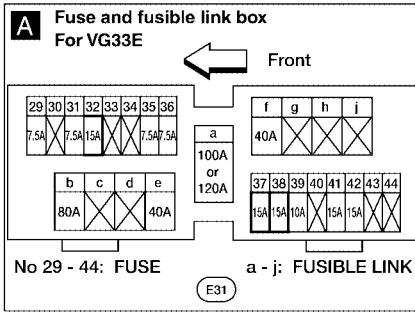 A Fuse and fusible link box
For VG33E
Front
29 30 31 32 33 34 35 36
7.5A 7.5A 15A 7.5A 7.5A
a
100A
or
120A
f g h j
40A
b c d e
80A 40A
37 38 39 40 41 42 43 44
15A 15A 10A 15A 15A
No 29 - 44: FUSE
a - j: FUSIBLE LINK
E31